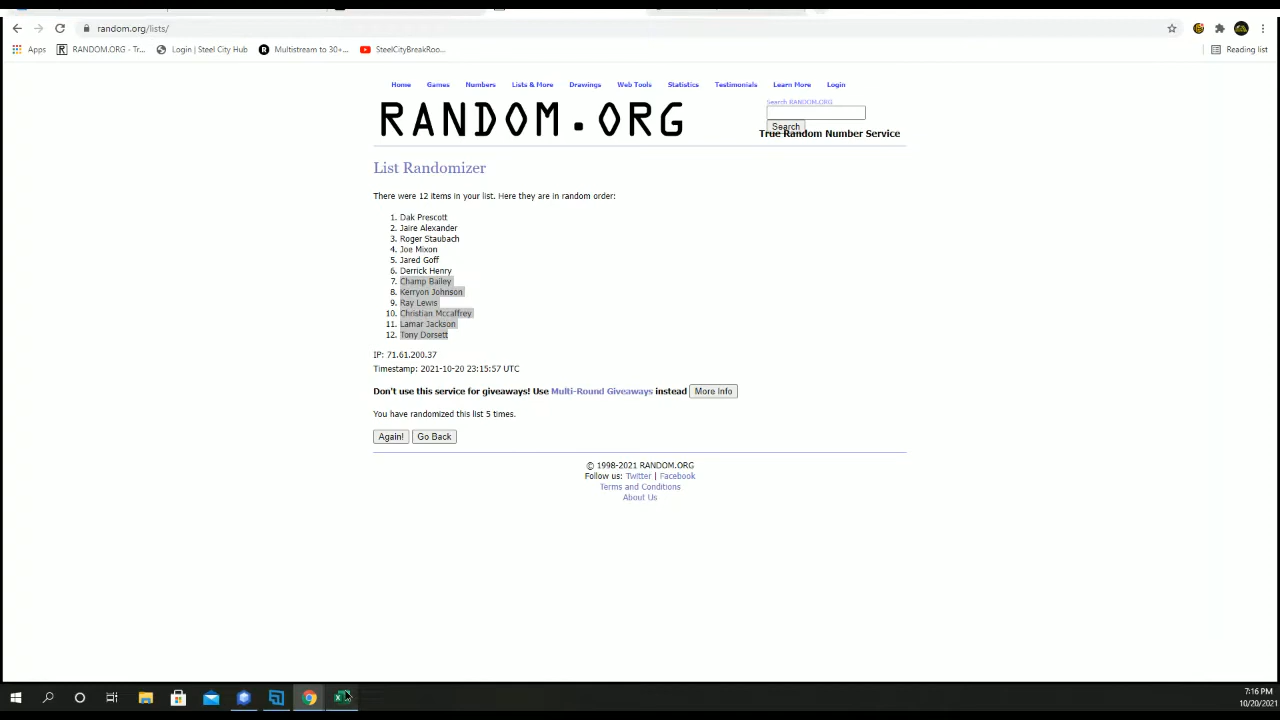 random.org/lists/
Apps
RANDOM.ORG - Tr...
Login | Steel City Hub
Multistream to 30+...
SteelCityBreakRoo...
Reading list
Home
Games
Numbers
Lists & More
Drawings
Web Tools
Statistics
Testimonials
Learn More
Login
RANDOM.ORG
Search RANDOM.ORG
Search
True Random Number Service
List Randomizer
There were 12 items in your list. Here they are in random order:
1. Dak Prescott
2. Jaire Alexander
3. Roger Staubach
4. Joe Mixon
5. Jared Goff
6. Derrick Henry
7. Champ Bailey
8. Kerryon Johnson
9. Ray Lewis
10. Christian Mccaffrey
11. Lamar Jackson
12. Tony Dorsett
IP: 71.61.200.37
Timestamp: 2021-10-20 23:15:57 UTC
Don't use this service for giveaways! Use Multi-Round Giveaways instead More Info
You have randomized this list 5 times.
Again! Go Back
© 1998-2021 RANDOM.ORG
Follow us: Twitter | Facebook
Terms and Conditions
About Us
7:16 PM
10/20/2021